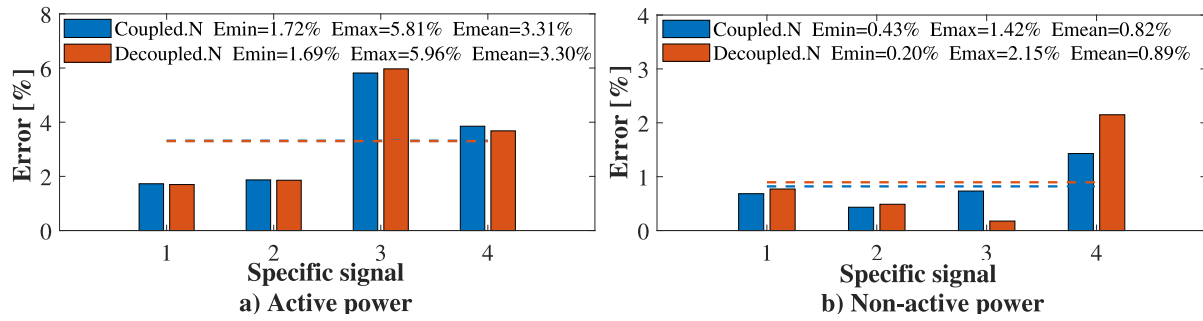 Coupled.N Emin=1.72% Emax=5.81% Emean=3.31%
Decoupled.N Emin=1.69% Emax=5.96% Emean=3.30%
Error [%]
8
6
4
2
0
1 2 3 4
Specific signal
a) Active power
Coupled.N Emin=0.43% Emax=1.42% Emean=0.82%
Decoupled.N Emin=0.20% Emax=2.15% Emean=0.89%
Error [%]
4
3
2
1
0
1 2 3 4
Specific signal
b) Non-active power